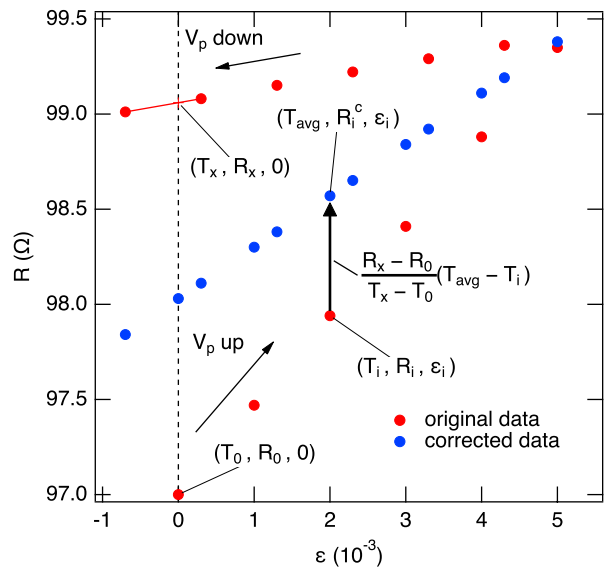 99.5
99.0
98.5
98.0
97.5
97.0
R (Ω)
V_p down
(T_avg , R_i^c , ε_i)
(T_x , R_x , 0)
R_x – R_0
T_x – T_0
(T_avg – T_i)
V_p up
(T_i , R_i , ε_i)
original data
corrected data
(T_0 , R_0 , 0)
-1 0 1 2 3 4 5
ε (10^-3)